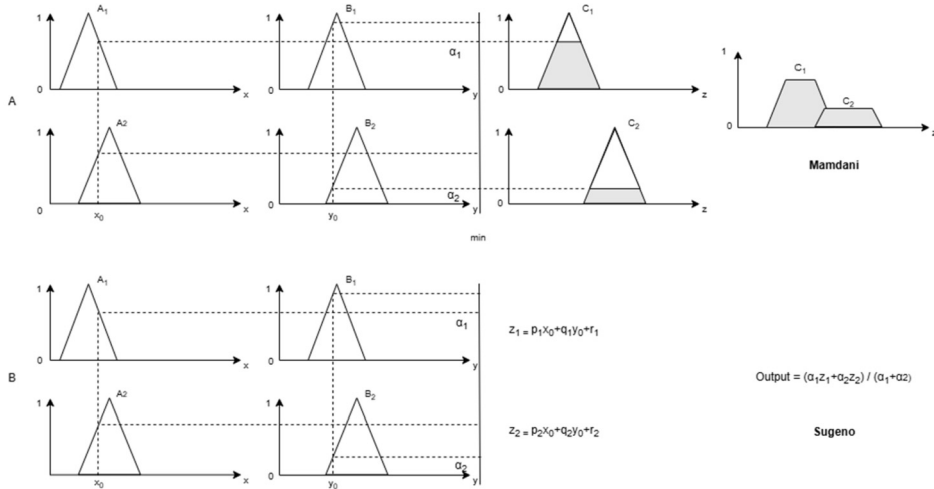 A₁
B₁
C₁
1
1
1
α₁
1
C₁
C₂
0
x
0
y
0
z
0
z
A
Mamdani
A2
B₂
C₂
1
1
1
α₂
0
x
0
y
0
z
x₀
y₀
min
A₁
B₁
1
1
α₁
z₁ = p₁x₀+q₁y₀+r₁
0
x
0
y
B
Output = (α₁z₁+α₂z₂) / (α₁+α2)
A2
B₂
1
1
z₂ = p₂x₀+q₂y₀+r₂
Sugeno
α₂
0
x
0
y
x₀
y₀